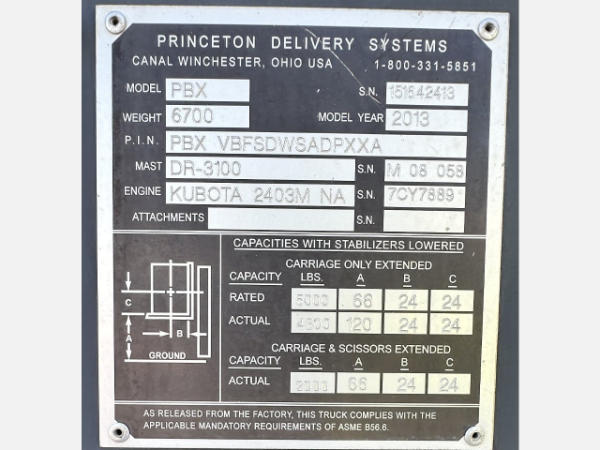 PRINCETON DELIVERY SYSTEMS
CANAL WINCHESTER, OHIO USA 1-800-331-5851
MODEL PBX S.N. 151542413
WEIGHT 6700 MODEL YEAR 2013
P.I.N. PBX VBFSDWSADPXXA
MAST DR-3100 S.N. M 08 058
ENGINE KUBOTA 2403M NA S.N. 7CY7889
ATTACHMENTS S.N.
CAPACITIES WITH STABILIZERS LOWERED
CARRIAGE ONLY EXTENDED
CAPACITY LBS. A B C
RATED 5000 66 24 24
ACTUAL 120 24 24
CARRIAGE & SCISSORS EXTENDED
CAPACITY LBS. A B C
ACTUAL 66 24 24
C
B
A
GROUND
AS RELEASED FROM THE FACTORY, THIS TRUCK COMPLIES WITH THE
APPLICABLE MANDATORY REQUIREMENTS OF ASME B56.6.